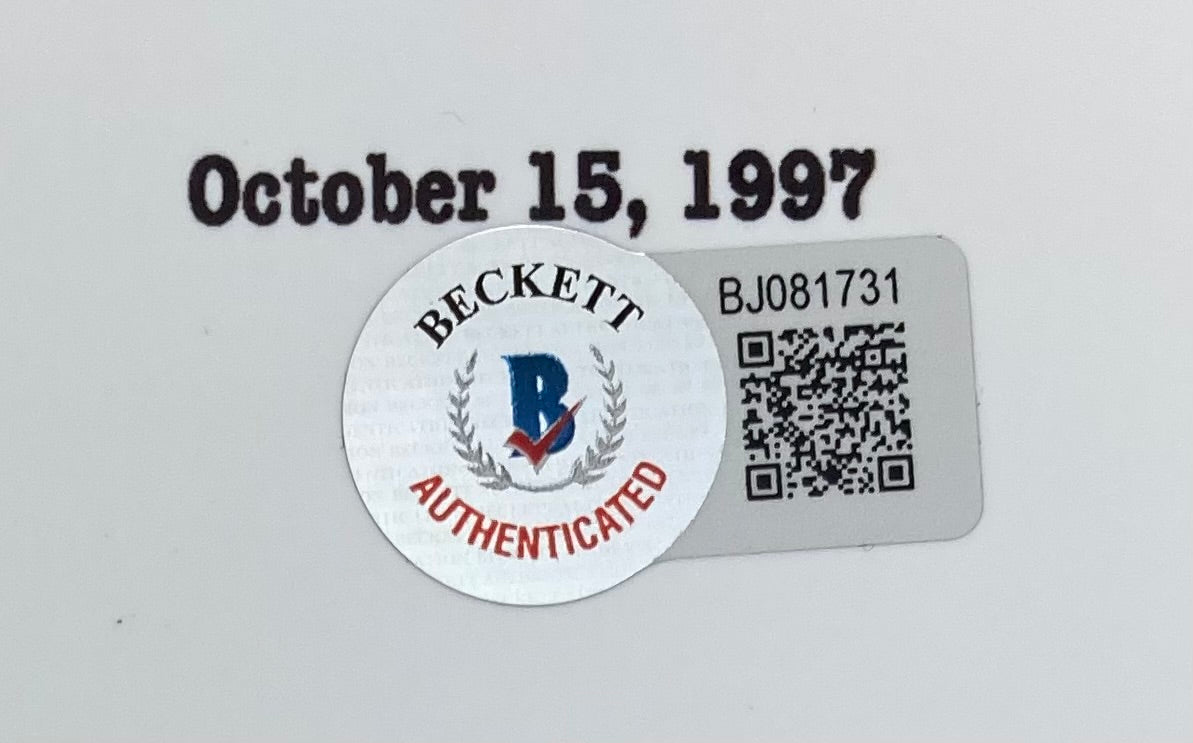 October 15, 1997
BECKETT
B
AUTHENTICATED
BJ081731